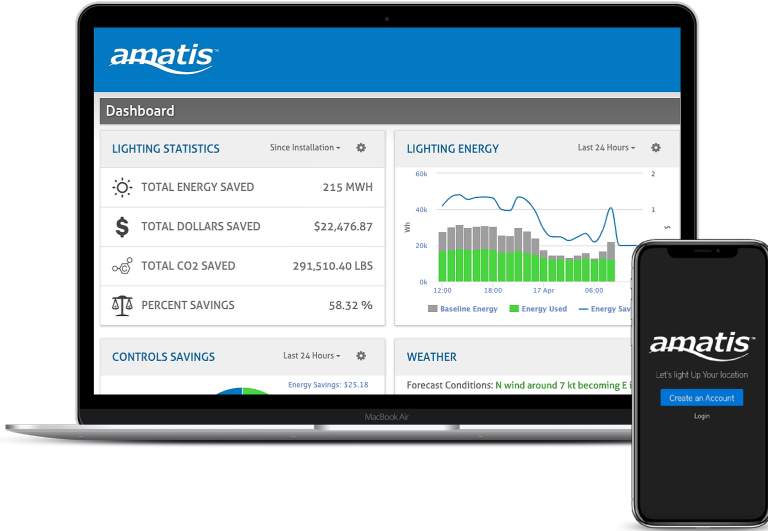 amatis™
Dashboard
LIGHTING STATISTICS
Since Installation
TOTAL ENERGY SAVED 215 MWH
TOTAL DOLLARS SAVED $22,476.87
TOTAL CO2 SAVED 291,510.40 LBS
PERCENT SAVINGS 58.32 %
LIGHTING ENERGY
Last 24 Hours
60k 2
40k 1
Wh $
20k
0k
12:00 18:00 17 Apr 06:00
Baseline Energy Energy Used Energy Sav
CONTROLS SAVINGS
Last 24 Hours
Energy Savings: $25.18
WEATHER
Forecast Conditions: N wind around 7 kt becoming E i
MacBook Air
amatis™
Let's light Up Your location
Create an Account
Login